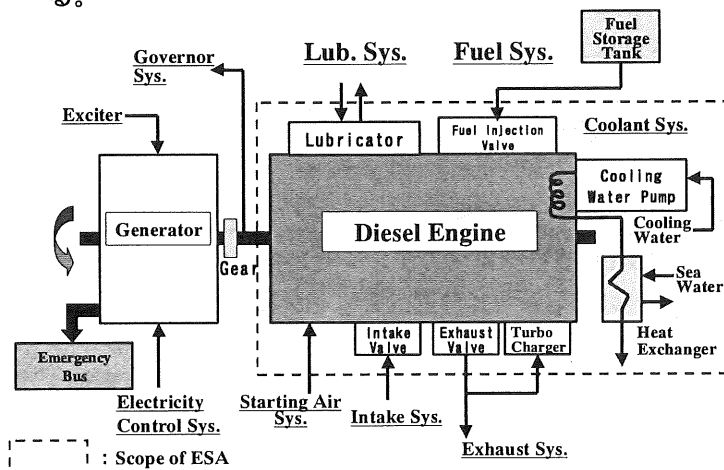 る。
Fuel
Storage
Tank
Governor
Sys.
Lub. Sys.
Fuel Sys.
Exciter
Lubricator
Fuel Injection
Valve
Coolant Sys.
Cooling
Water Pump
Generator
Diesel Engine
Cooling
Water
Gear
Sea
Water
Heat
Exchanger
Intake
Valve
Exhaust
Valve
Turbo
Charger
Emergency
Bus
Electricity
Control Sys.
Starting Air
Sys.
Intake Sys.
Exhaust Sys.
: Scope of ESA